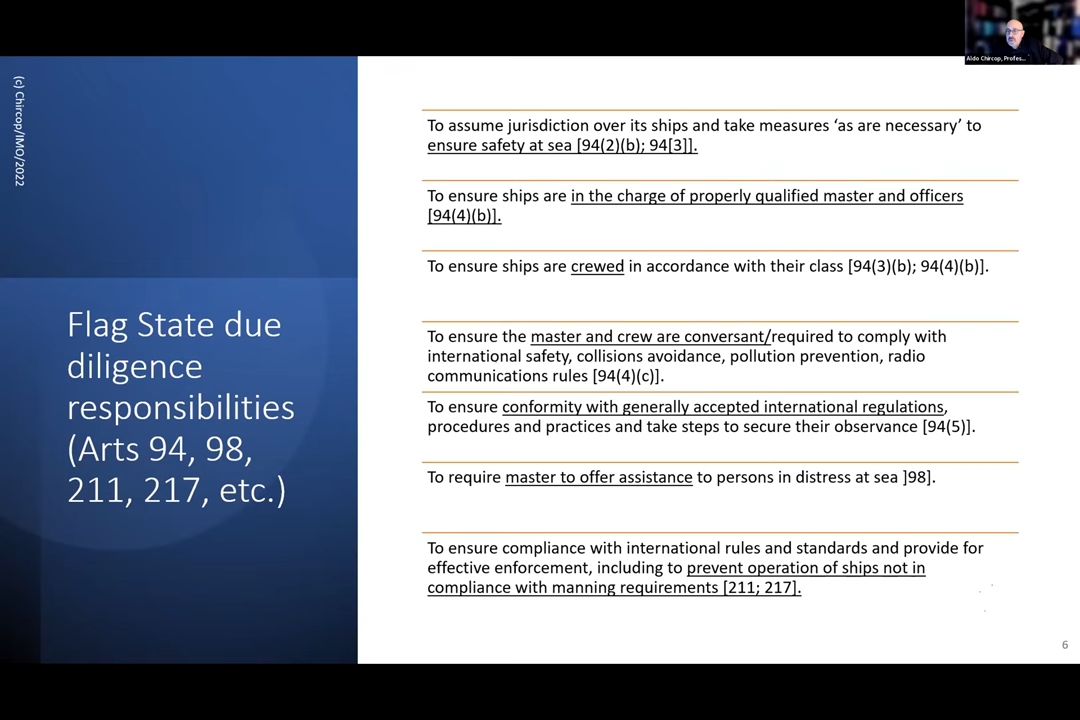 Aldo Chircop, Profes...
(c) Chircop/IMO/2022
Flag State due
diligence
responsibilities
(Arts 94, 98,
211, 217, etc.)
To assume jurisdiction over its ships and take measures ‘as are necessary’ to
ensure safety at sea [94(2)(b); 94[3]].
To ensure ships are in the charge of properly qualified master and officers
[94(4)(b)].
To ensure ships are crewed in accordance with their class [94(3)(b); 94(4)(b)].
To ensure the master and crew are conversant/required to comply with
international safety, collisions avoidance, pollution prevention, radio
communications rules [94(4)(c)].
To ensure conformity with generally accepted international regulations,
procedures and practices and take steps to secure their observance [94(5)].
To require master to offer assistance to persons in distress at sea ]98].
To ensure compliance with international rules and standards and provide for
effective enforcement, including to prevent operation of ships not in
compliance with manning requirements [211; 217].
6